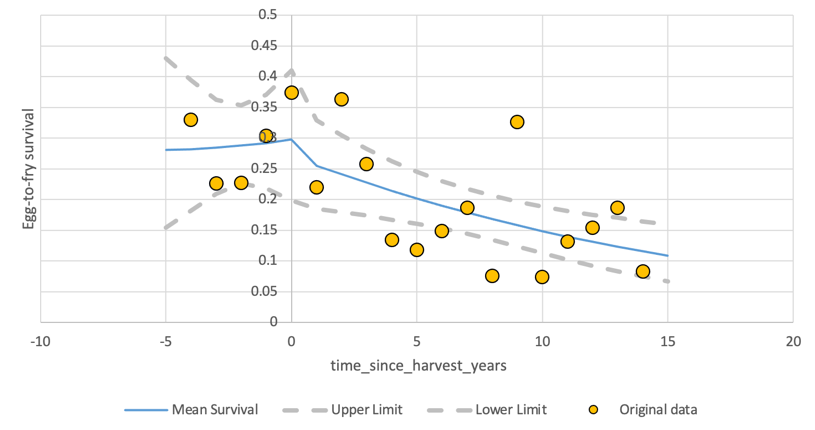 0.5
0.45
0.4
0.35
0.3
0.25
0.2
0.15
0.1
0.05
0
Egg-to-fry survival
-10 -5 0 5 10 15 20
time_since_harvest_years
Mean Survival Upper Limit Lower Limit Original data